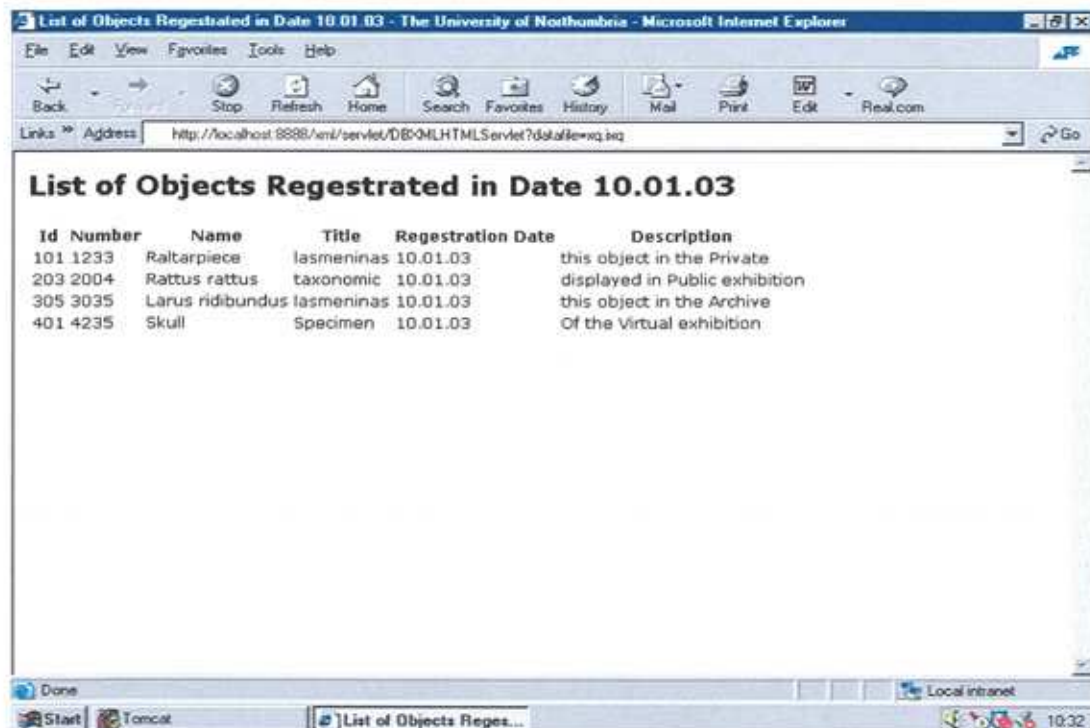 List of Objects Regestrated in Date 10.01.03 - The University of Northumbria - Microsoft Internet Explorer
File Edit View Favorites Tools Help
Back Stop Refresh Home Search Favorites History Mail Print Edit Real.com
Links » Address http://localhost:8888/xml/servlet/DBXMLHTMLServlet?datafile=xq.ixq Go
List of Objects Regestrated in Date 10.01.03
Id Number Name Title Regestration Date Description
101 1233 Raltarpiece lasmeninas 10.01.03 this object in the Private
203 2004 Rattus rattus taxonomic 10.01.03 displayed in Public exhibition
305 3035 Larus ridibundus lasmeninas 10.01.03 this object in the Archive
401 4235 Skull Specimen 10.01.03 Of the Virtual exhibition
Done Local intranet
Start Tomcat List of Objects Reges... 10:32